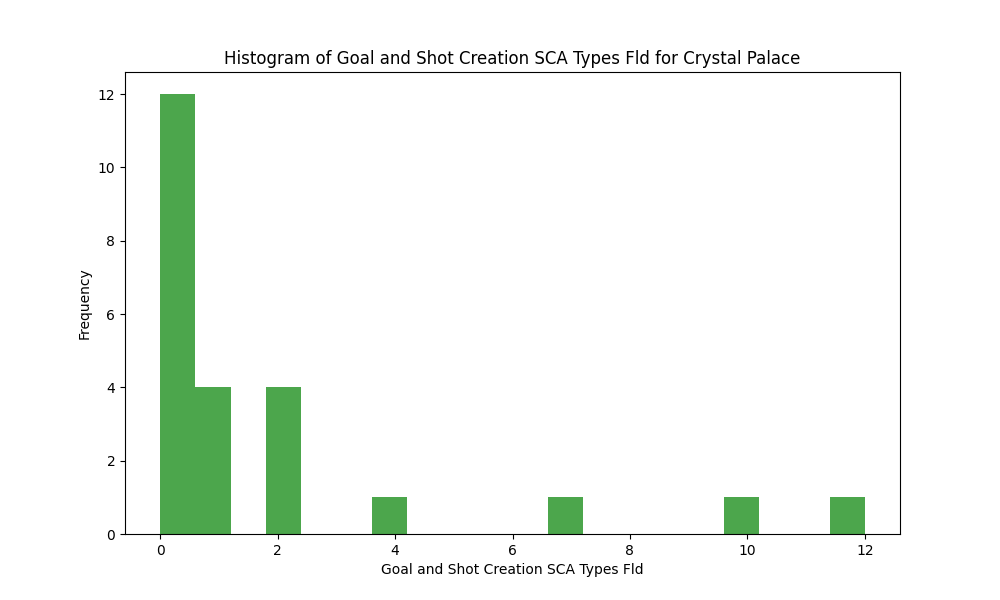 Histogram of Goal and Shot Creation SCA Types Fld for Crystal Palace
12
10
8
6
4
2
0
Frequency
0 2 4 6 8 10 12
Goal and Shot Creation SCA Types Fld